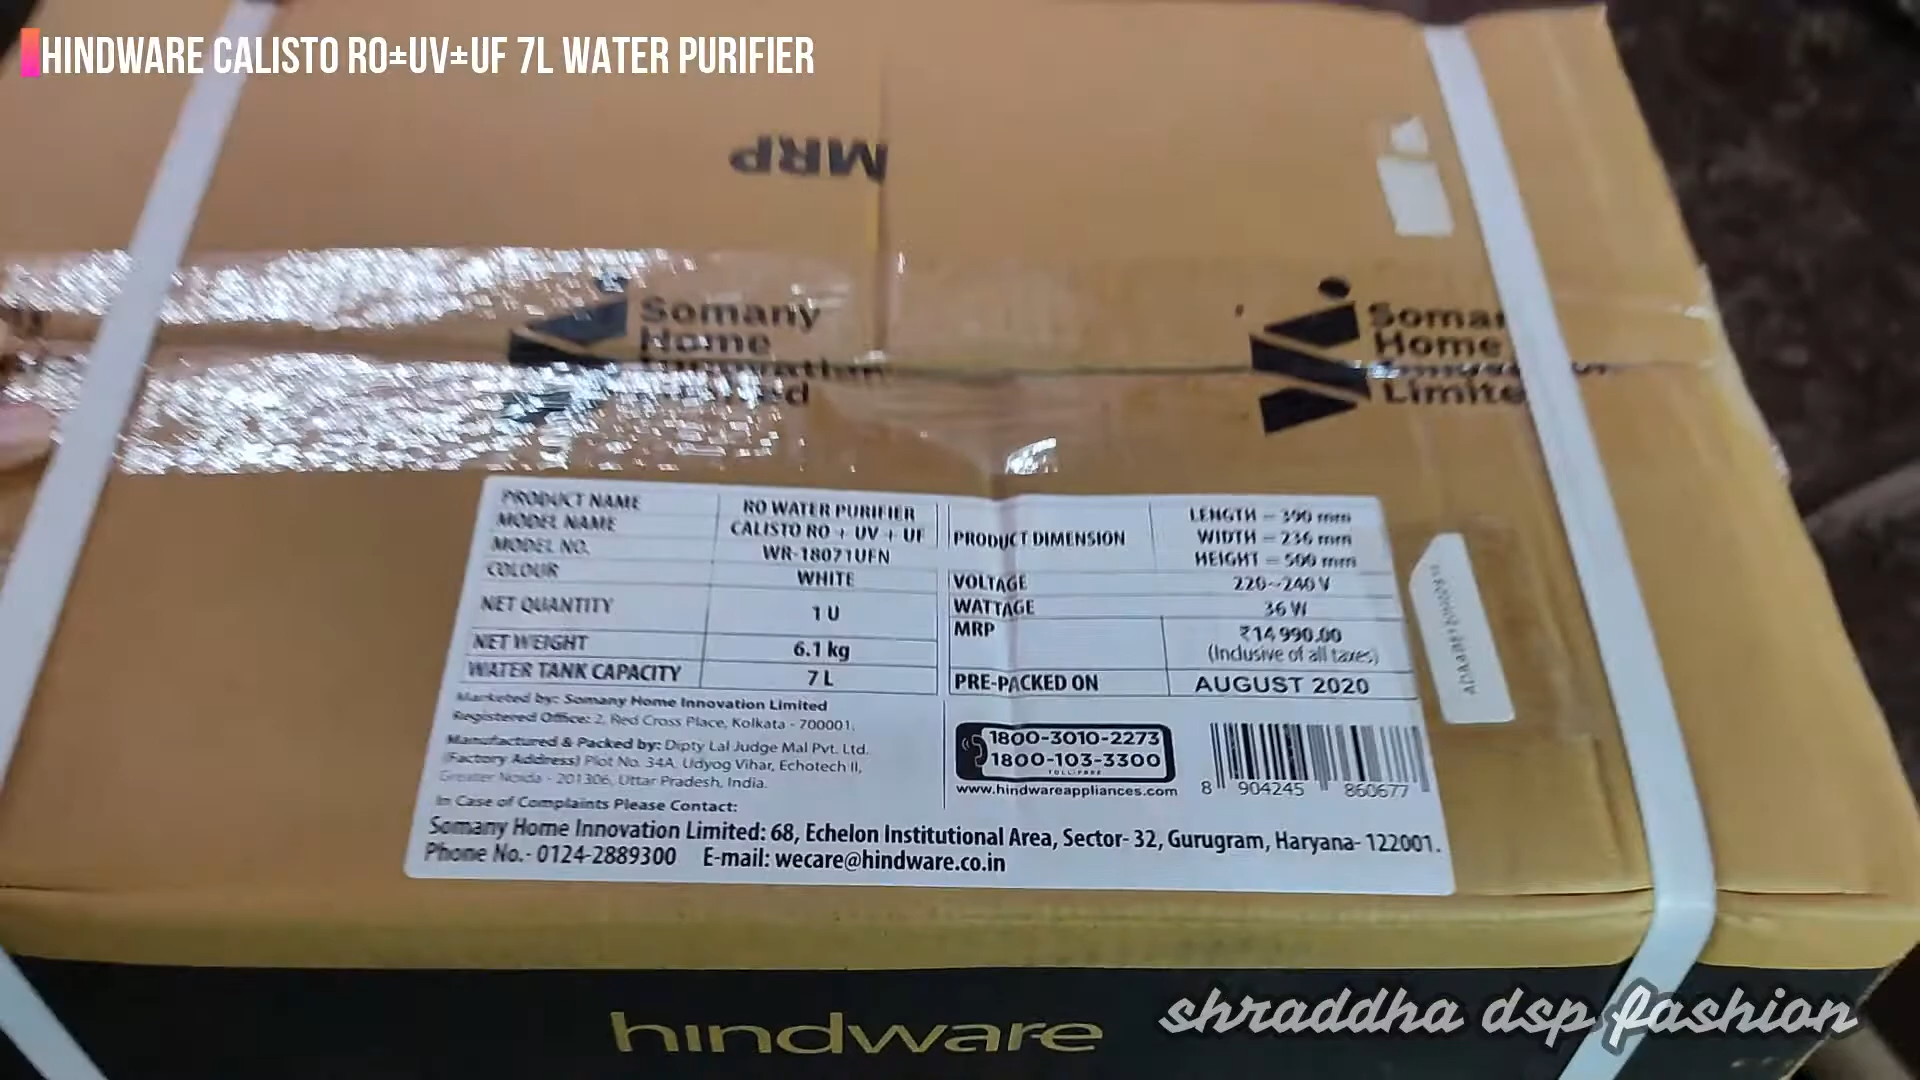 HINDWARE CALISTO RO±UV±UF 7L WATER PURIFIER
MRP
Somany
Home
Home
Limite
PRODUCT NAME RO WATER PURIFIER
MODEL NAME CALISTO RO + UV + UF
MODEL NO. WR-18071UFN
COLOUR WHITE
NET QUANTITY 1 U
NET WEIGHT 6.1 kg
WATER TANK CAPACITY 7 L
PRODUCT DIMENSION LENGTH = 390 mm
WIDTH = 236 mm
HEIGHT = 500 mm
VOLTAGE 220~240 V
WATTAGE 36 W
MRP ₹14 990.00
(Inclusive of all taxes)
PRE-PACKED ON AUGUST 2020
Marketed by: Somany Home Innovation Limited
Registered Office: 2, Red Cross Place, Kolkata - 700001.
Manufactured & Packed by: Dipty Lal Judge Mal Pvt. Ltd.
(Factory Address) Plot No. 34A, Udyog Vihar, Echotech II,
Greater Noida - 201306, Uttar Pradesh, India.
1800-3010-2273
1800-103-3300
TOLL FREE
www.hindwareappliances.com
8 904245 860677
In Case of Complaints Please Contact:
Somany Home Innovation Limited: 68, Echelon Institutional Area, Sector- 32, Gurugram, Haryana- 122001.
Phone No.- 0124-2889300 E-mail: wecare@hindware.co.in
hindware
shraddha dsp fashion